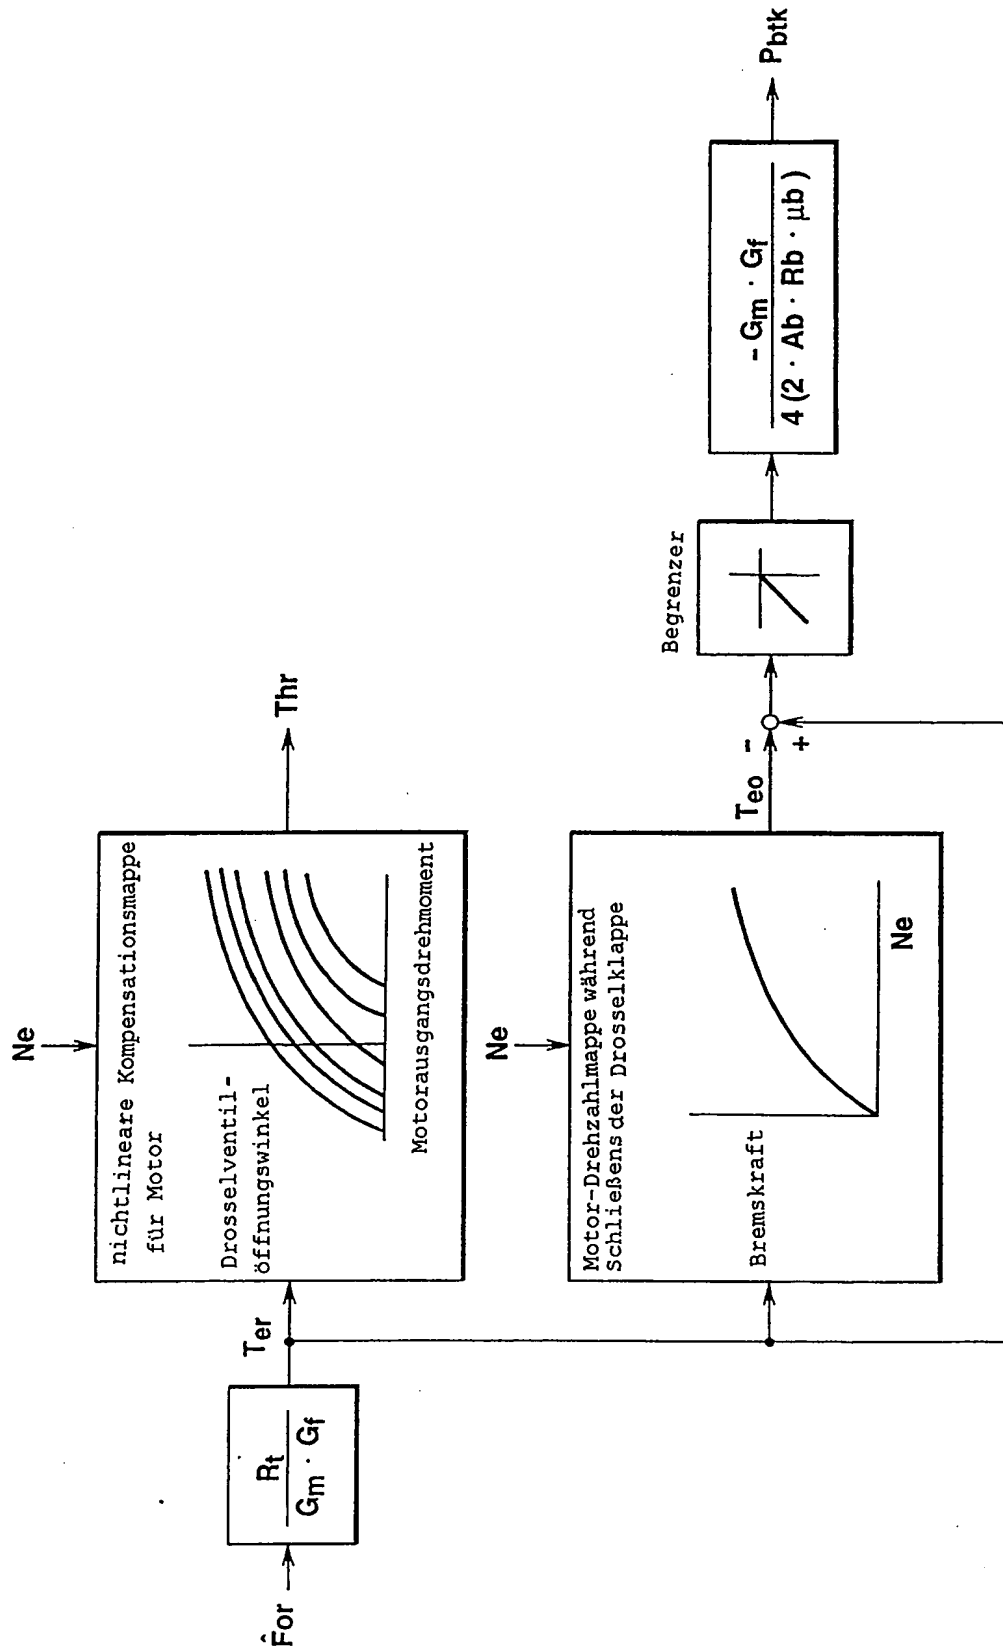 F̂or
Rt
Gm · Gf
Ter
Ne
nichtlineare Kompensationsmappe
für Motor
Drosselventil-
öffnungswinkel
Motorausgangsdrehmoment
Thr
Ne
Motor-Drehzahlmappe während
Schließens der Drosselklappe
Bremskraft
Ne
Teo
-
+
Begrenzer
- Gm · Gf
4 (2 · Ab · Rb · μb )
Pbtk